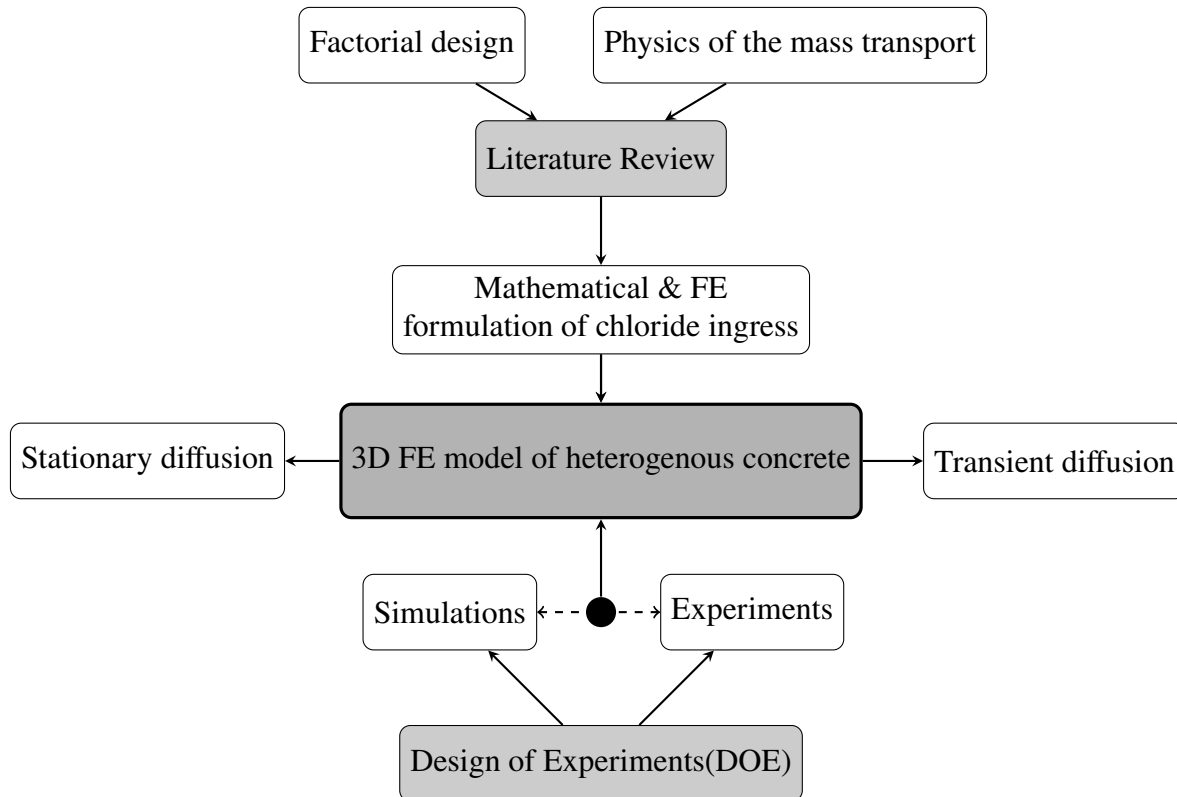 Factorial design
Physics of the mass transport
Literature Review
Mathematical & FE
formulation of chloride ingress
Stationary diffusion
3D FE model of heterogenous concrete
Transient diffusion
Simulations
Experiments
Design of Experiments(DOE)